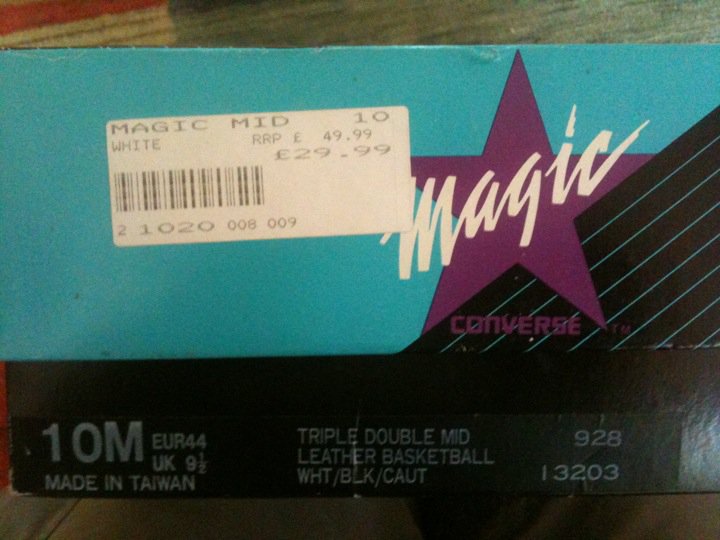 MAGIC MID 10
WHITE RRP £ 49.99
£29.99
2 1020 008 009
Magic
CONVERSE TM
10M EUR44
UK 9½
MADE IN TAIWAN
TRIPLE DOUBLE MID 928
LEATHER BASKETBALL
WHT/BLK/CAUT 13203